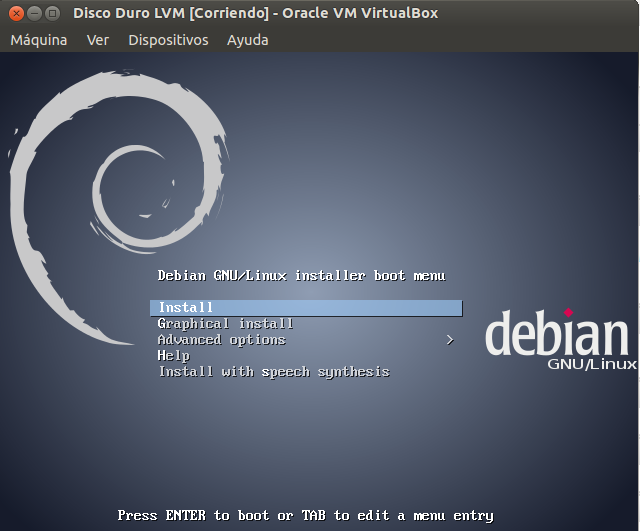 Disco Duro LVM [Corriendo] - Oracle VM VirtualBox
Máquina Ver Dispositivos Ayuda
Debian GNU/Linux installer boot menu
Install
Graphical install
Advanced options >
Help
Install with speech synthesis
debian
GNU/Linux
Press ENTER to boot or TAB to edit a menu entry